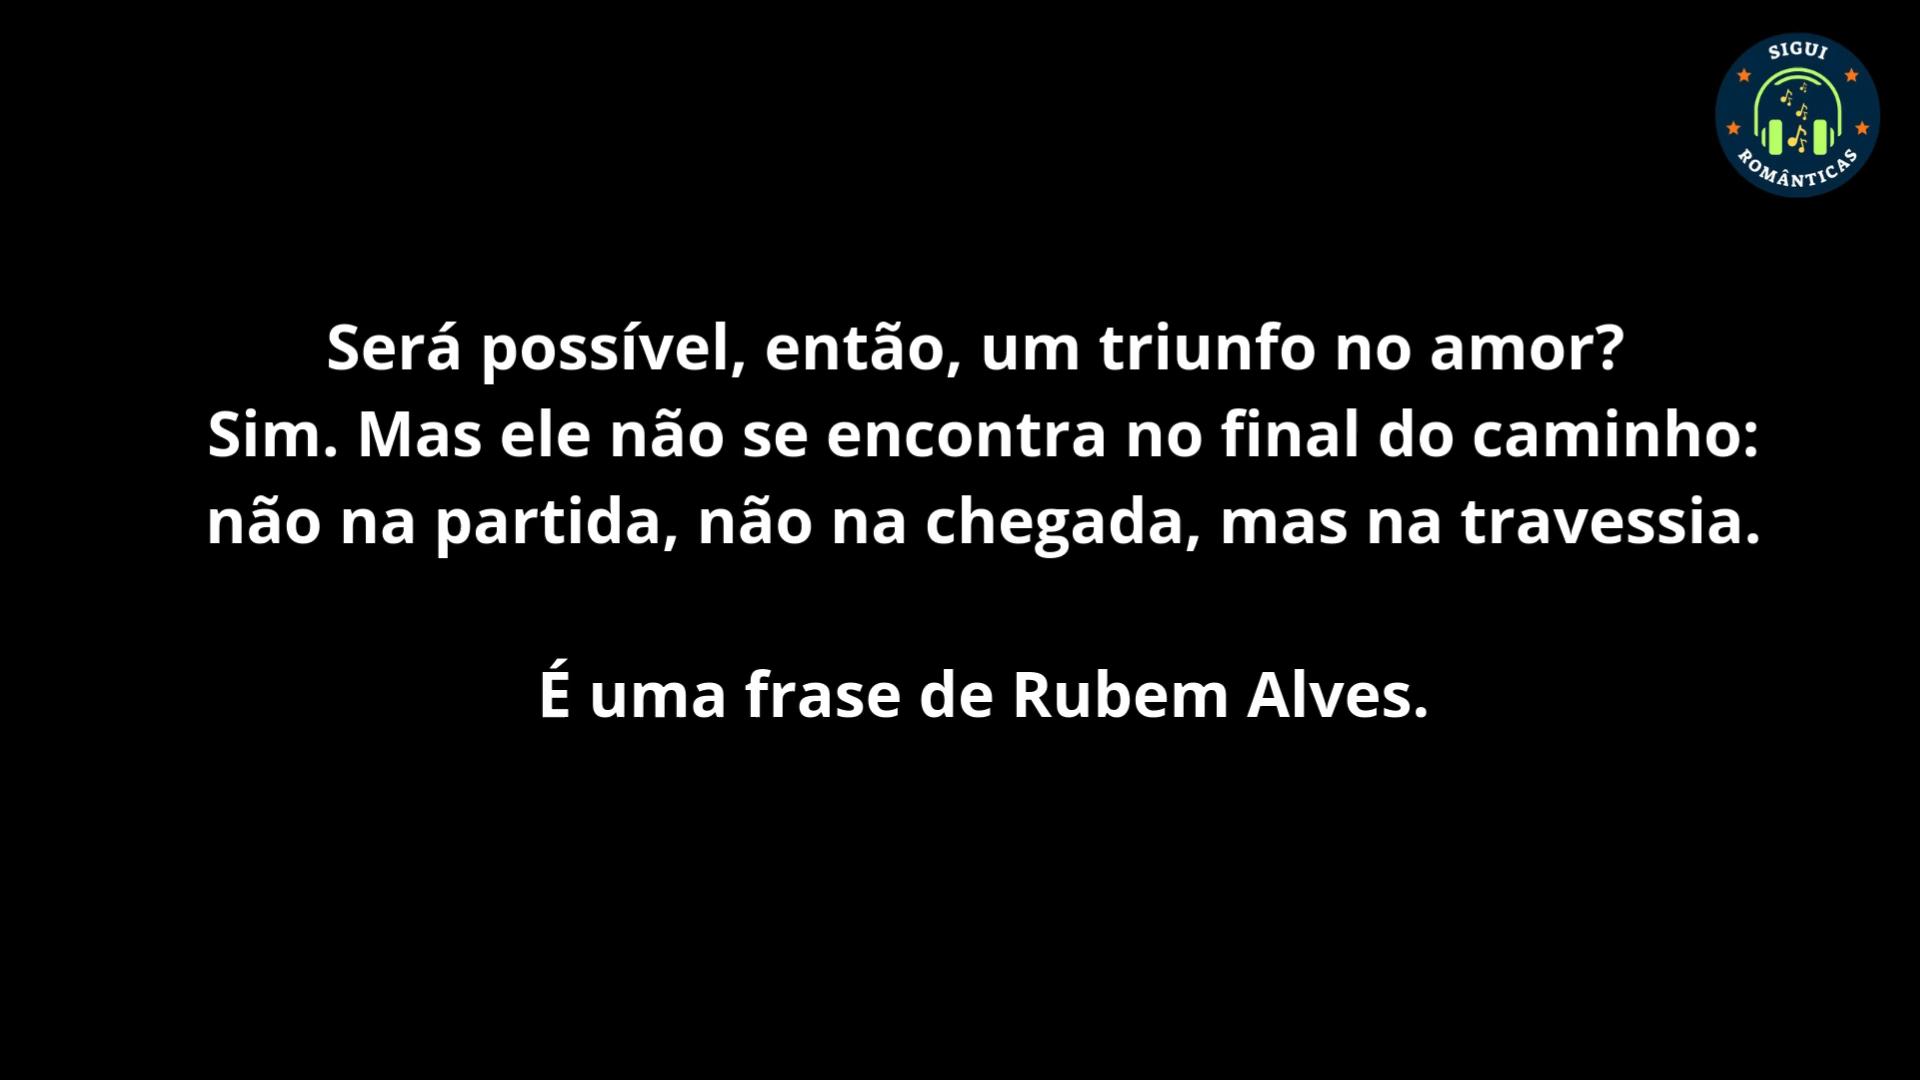 SIGUI
ROMÂNTICAS
Será possível, então, um triunfo no amor?
Sim. Mas ele não se encontra no final do caminho:
não na partida, não na chegada, mas na travessia.
É uma frase de Rubem Alves.